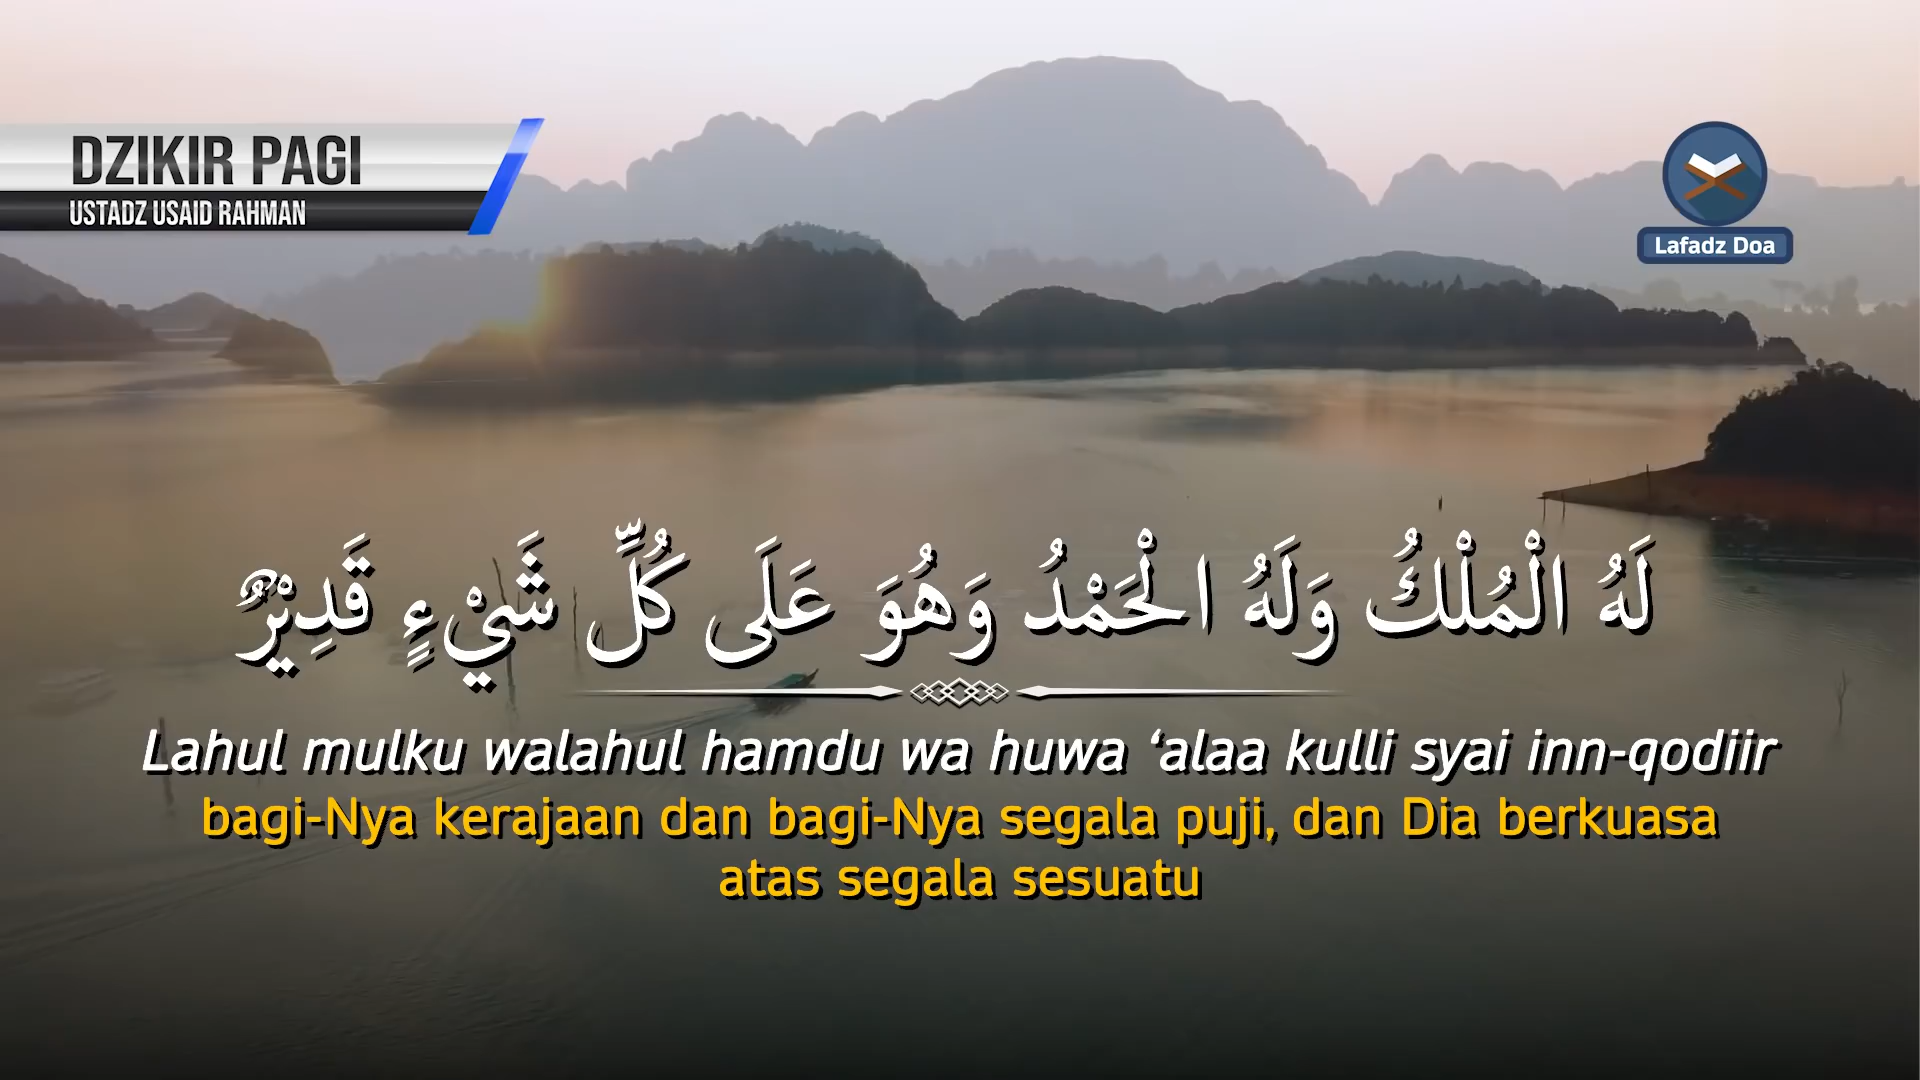 DZIKIR PAGI
USTADZ USAID RAHMAN
Lafadz Doa
لَهُ الْمُلْكُ وَلَهُ الْحَمْدُ وَهُوَ عَلَى كُلِّ شَيْءٍ قَدِيْرٌ
Lahul mulku walahul hamdu wa huwa ‘alaa kulli syai inn-qodiir
bagi-Nya kerajaan dan bagi-Nya segala puji, dan Dia berkuasa
atas segala sesuatu